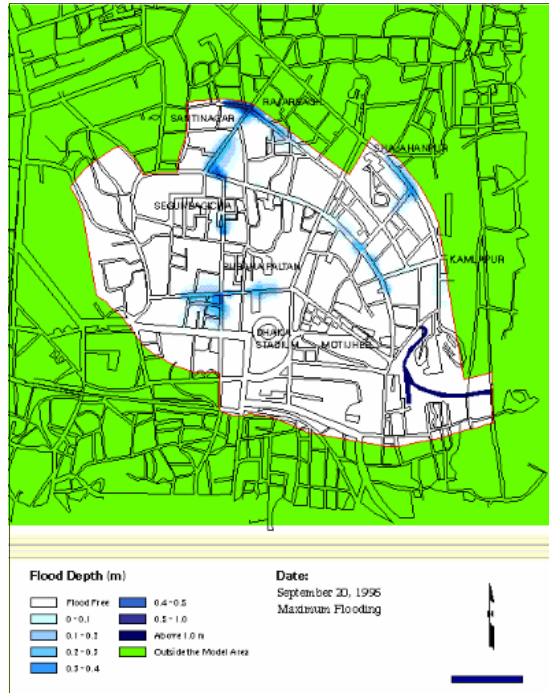 RAJARBAGH
SANTINAGAR
SHAJAHANPUR
SEGUNBAGICHA
KAMLAPUR
PURANA PALTAN
DHAKA
STADIUM
MOTIJHEEL
Flood Depth (m)
Flood Free
0 - 0.1
0.1 - 0.2
0.2 - 0.3
0.3 - 0.4
0.4 - 0.5
0.5 - 1.0
Above 1.0 m
Outside the Model Area
Date:
September 20, 1996
Maximum Flooding
N